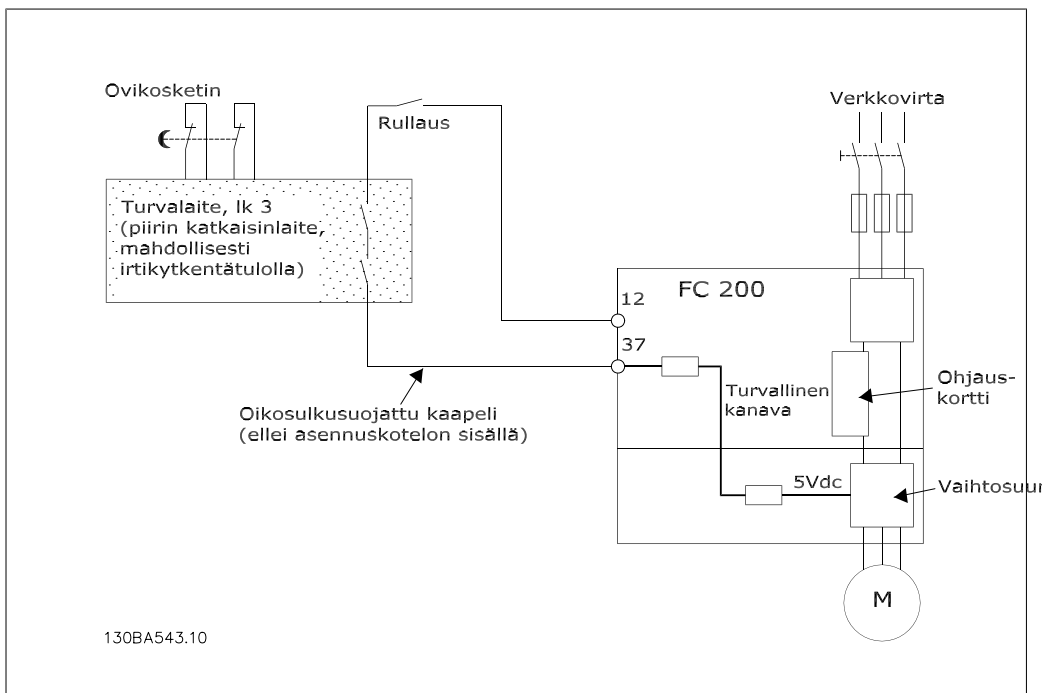 Ovikosketin
Verkkovirta
Rullaus
Turvalaite, lk 3
(piirin katkaisinlaite,
mahdollisesti
irtikytkentätulolla)
FC 200
12
37
Turvallinen
kanava
Ohjaus-
kortti
Oikosulkusuojattu kaapeli
(ellei asennuskotelon sisällä)
5Vdc
Vaihtosuur
M
130BA543.10